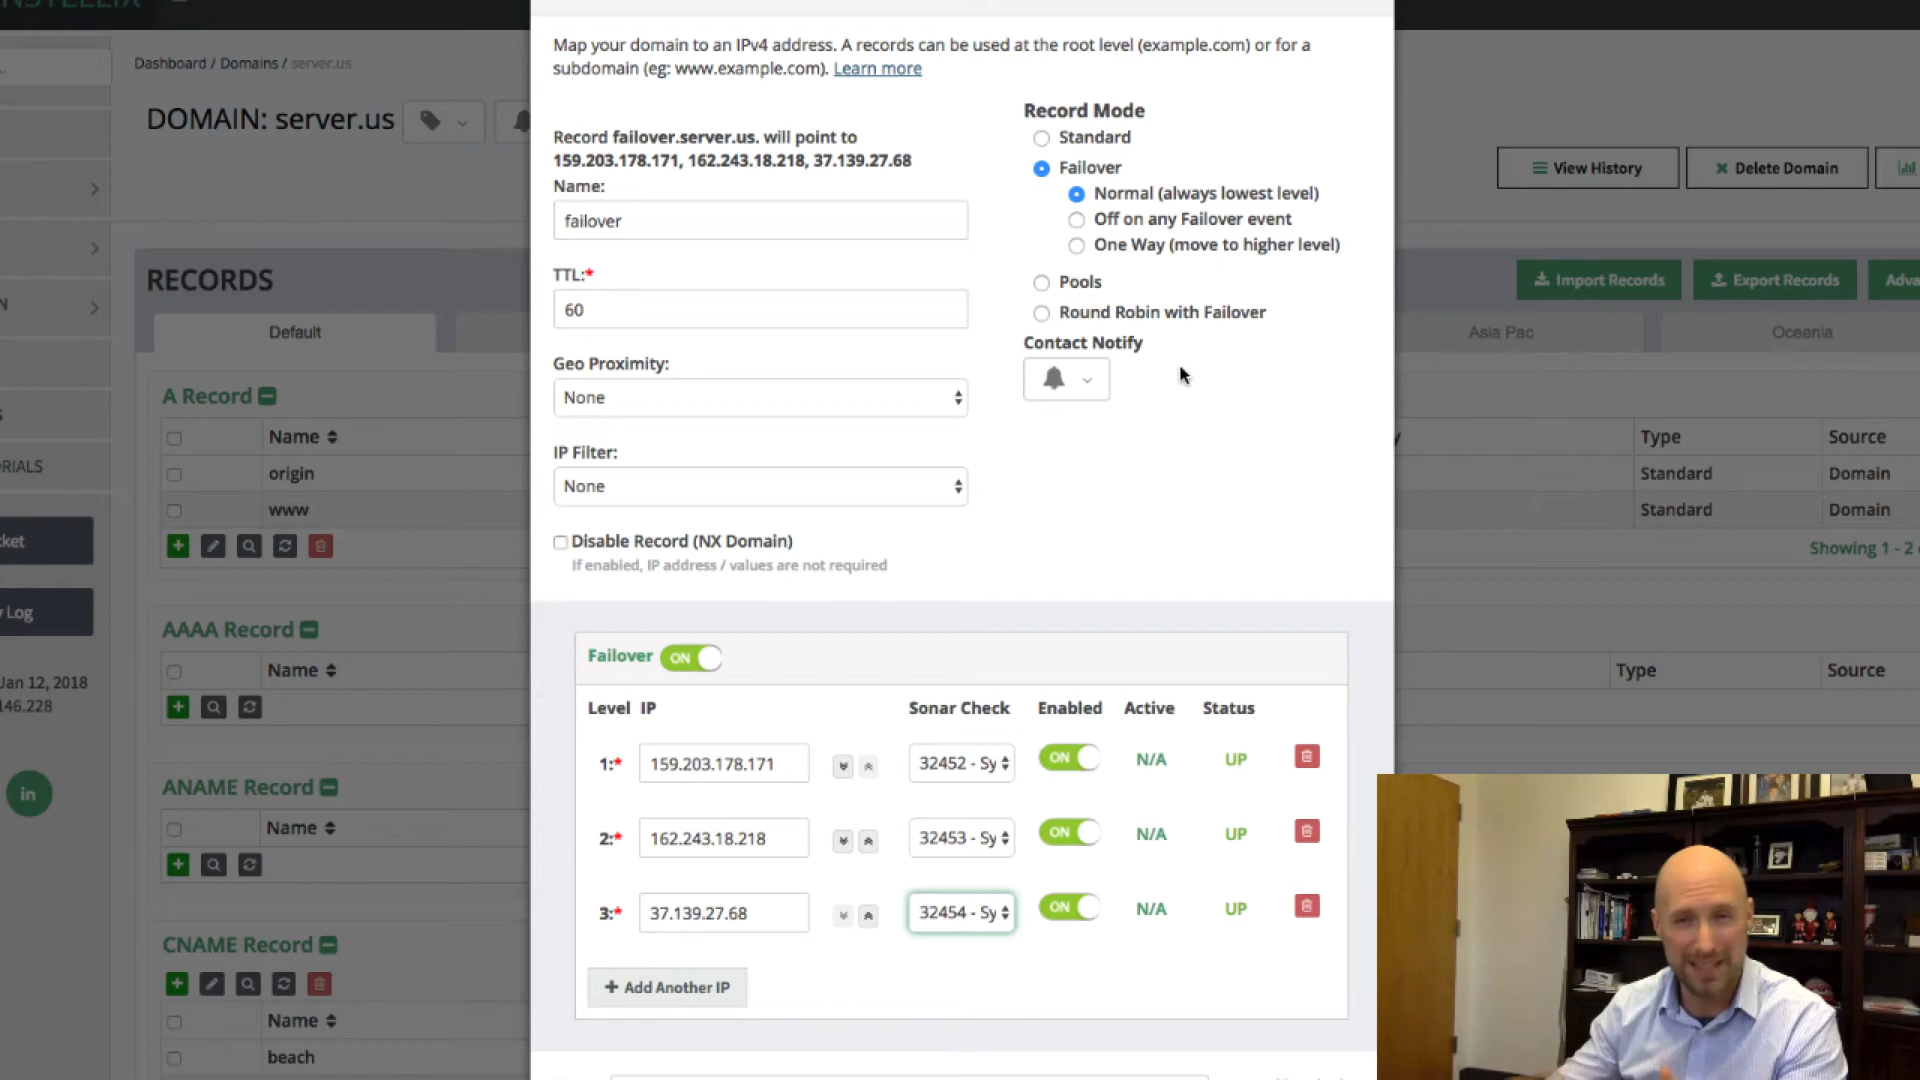 Map your domain to an IPv4 address. A records can be used at the root level (example.com) or for a
subdomain (eg: www.example.com). Learn more
Dashboard / Domains / server.us
DOMAIN: server.us
Record failover.server.us. will point to
159.203.178.171, 162.243.18.218, 37.139.27.68
Name:
failover
TTL:*
60
Geo Proximity:
None
IP Filter:
None
Disable Record (NX Domain)
If enabled, IP address / values are not required
Record Mode
Standard
Failover
Normal (always lowest level)
Off on any Failover event
One Way (move to higher level)
Pools
Round Robin with Failover
Contact Notify
View History
Delete Domain
RECORDS
Import Records
Export Records
Adva
Default
Asia Pac
Oceania
A Record
Name
origin
www
Type
Source
Standard
Domain
Standard
Domain
Showing 1 - 2
AAAA Record
Name
Type
Source
ANAME Record
Name
CNAME Record
Name
beach
N
S
RIALS
ket
Log
Jan 12, 2018
146.228
in
Failover ON
Level IP Sonar Check Enabled Active Status
1:* 159.203.178.171 32452 - Sy ON N/A UP
2:* 162.243.18.218 32453 - Sy ON N/A UP
3:* 37.139.27.68 32454 - Sy ON N/A UP
+ Add Another IP